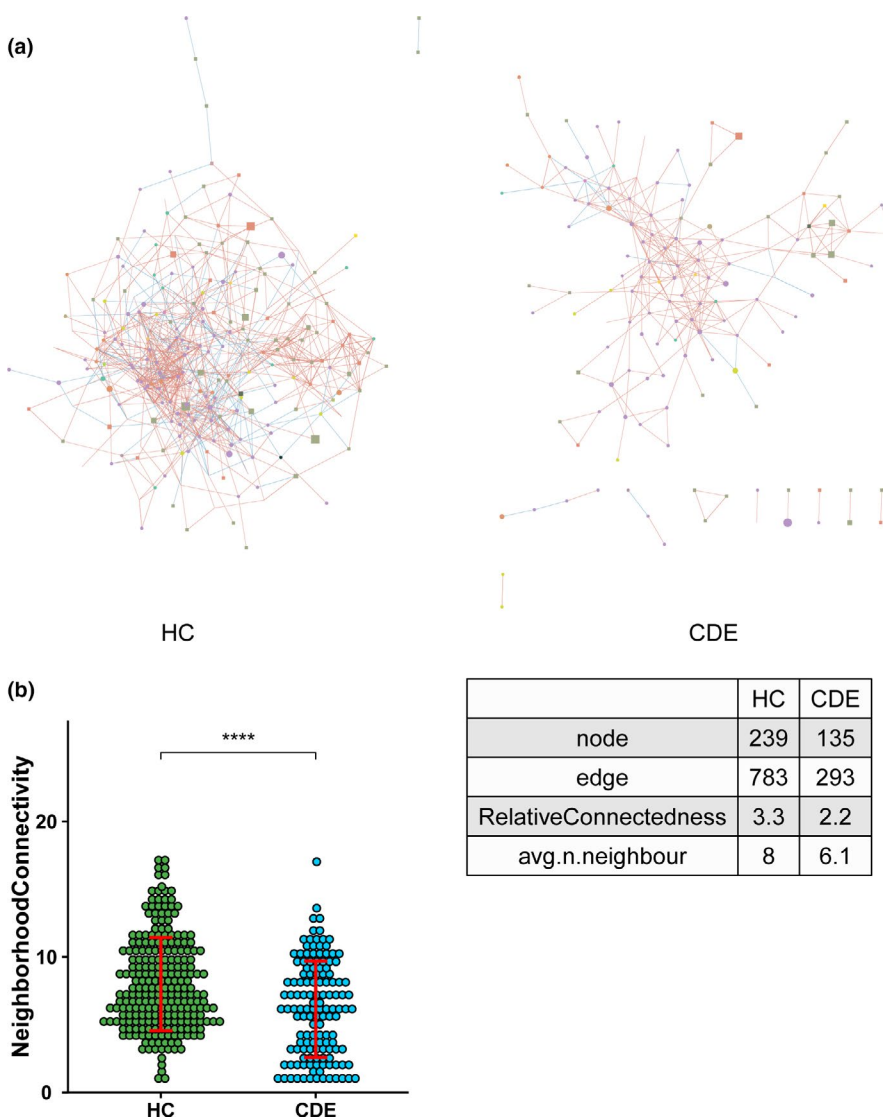 (a)
HC
CDE
(b)
NeighborhoodConnectivity
20
10
0
****
HC
CDE
HC CDE
node 239 135
edge 783 293
RelativeConnectedness 3.3 2.2
avg.n.neighbour 8 6.1